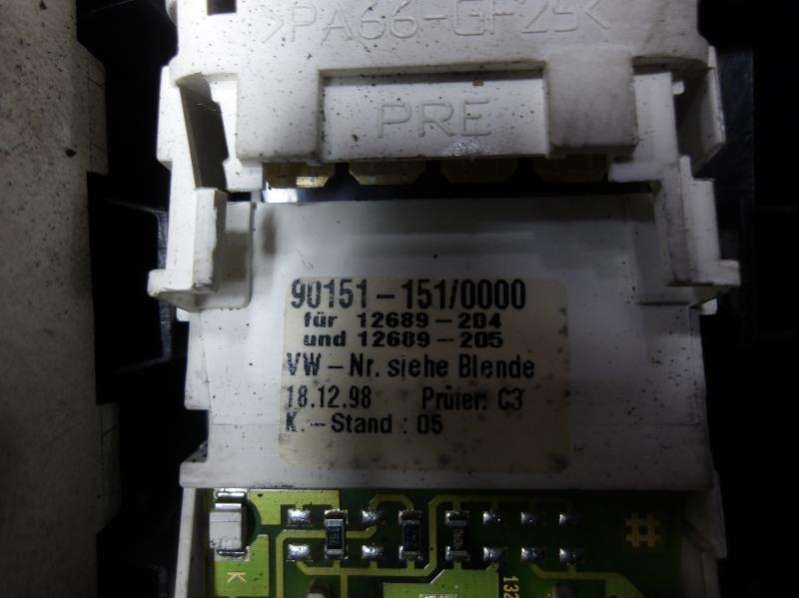 >PA66-GF25<
PRE
90151-151/0000
für 12689-204
und 12689-205
VW-Nr. siehe Blende
18.12.98 Prüfer: C3
K.-Stand : 05
#
K
132